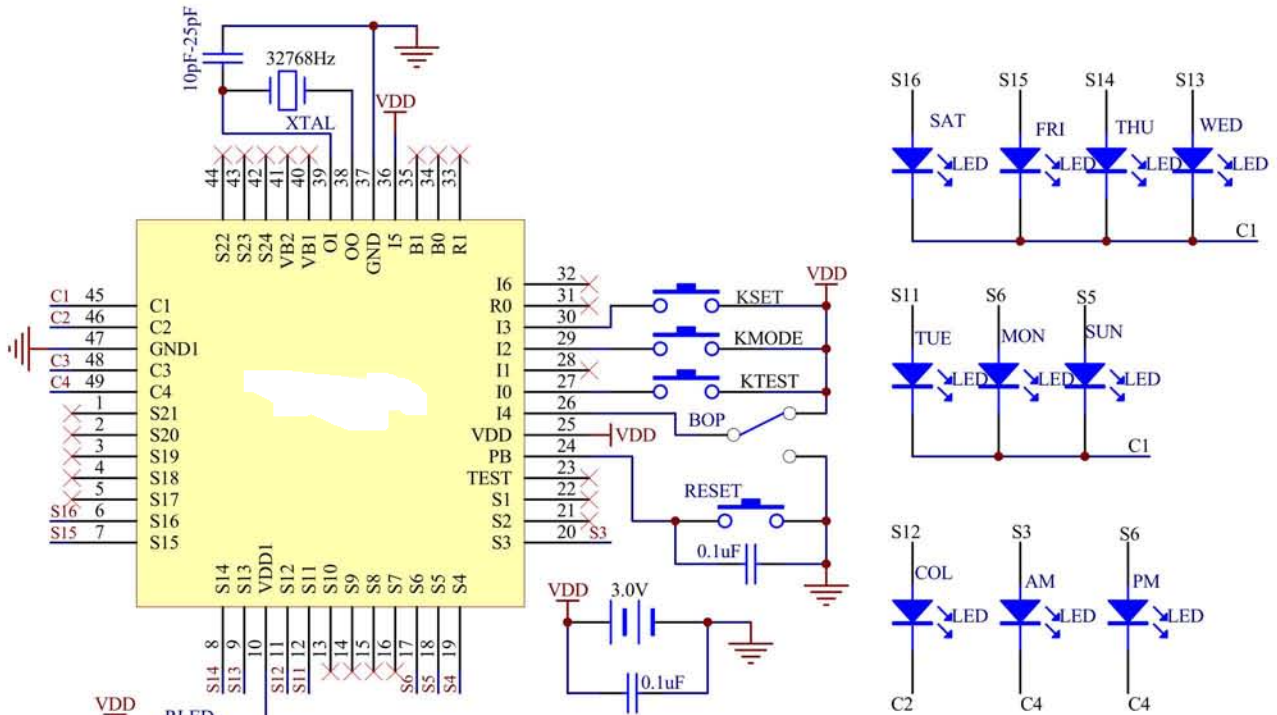 10pF-25pF
32768Hz
XTAL
VDD
44 43 42 41 40 39 38 37 36 35 34 33
S22 S23 S24 VB2 VB1 OI OO GND I5 B1 B0 R1
C1 45 C1
C2 46 C2
47 GND1
C3 48 C3
C4 49 C4
1 S21
2 S20
3 S19
4 S18
5 S17
S16 6 S16
S15 7 S15
I6 32
R0 31
I3 30 KSET
I2 29 KMODE
I1 28
I0 27 KTEST
I4 26 BOP
VDD 25 VDD
PB 24
TEST 23
S1 22
S2 21
S3 20 S3
VDD
RESET
0.1uF
S14 S13 VDD1 S12 S11 S10 S9 S8 S7 S6 S5 S4
8 9 10 11 12 13 14 15 16 17 18 19
S14 S13 S12 S11 S6 S5 S4
VDD
VDD 3.0V
0.1uF
S16 S15 S14 S13
SAT FRI THU WED
LED LED LED LED
C1
S11 S6 S5
TUE MON SUN
LED LED LED
C1
S12 S3 S6
COL AM PM
LED LED LED
C2 C4 C4